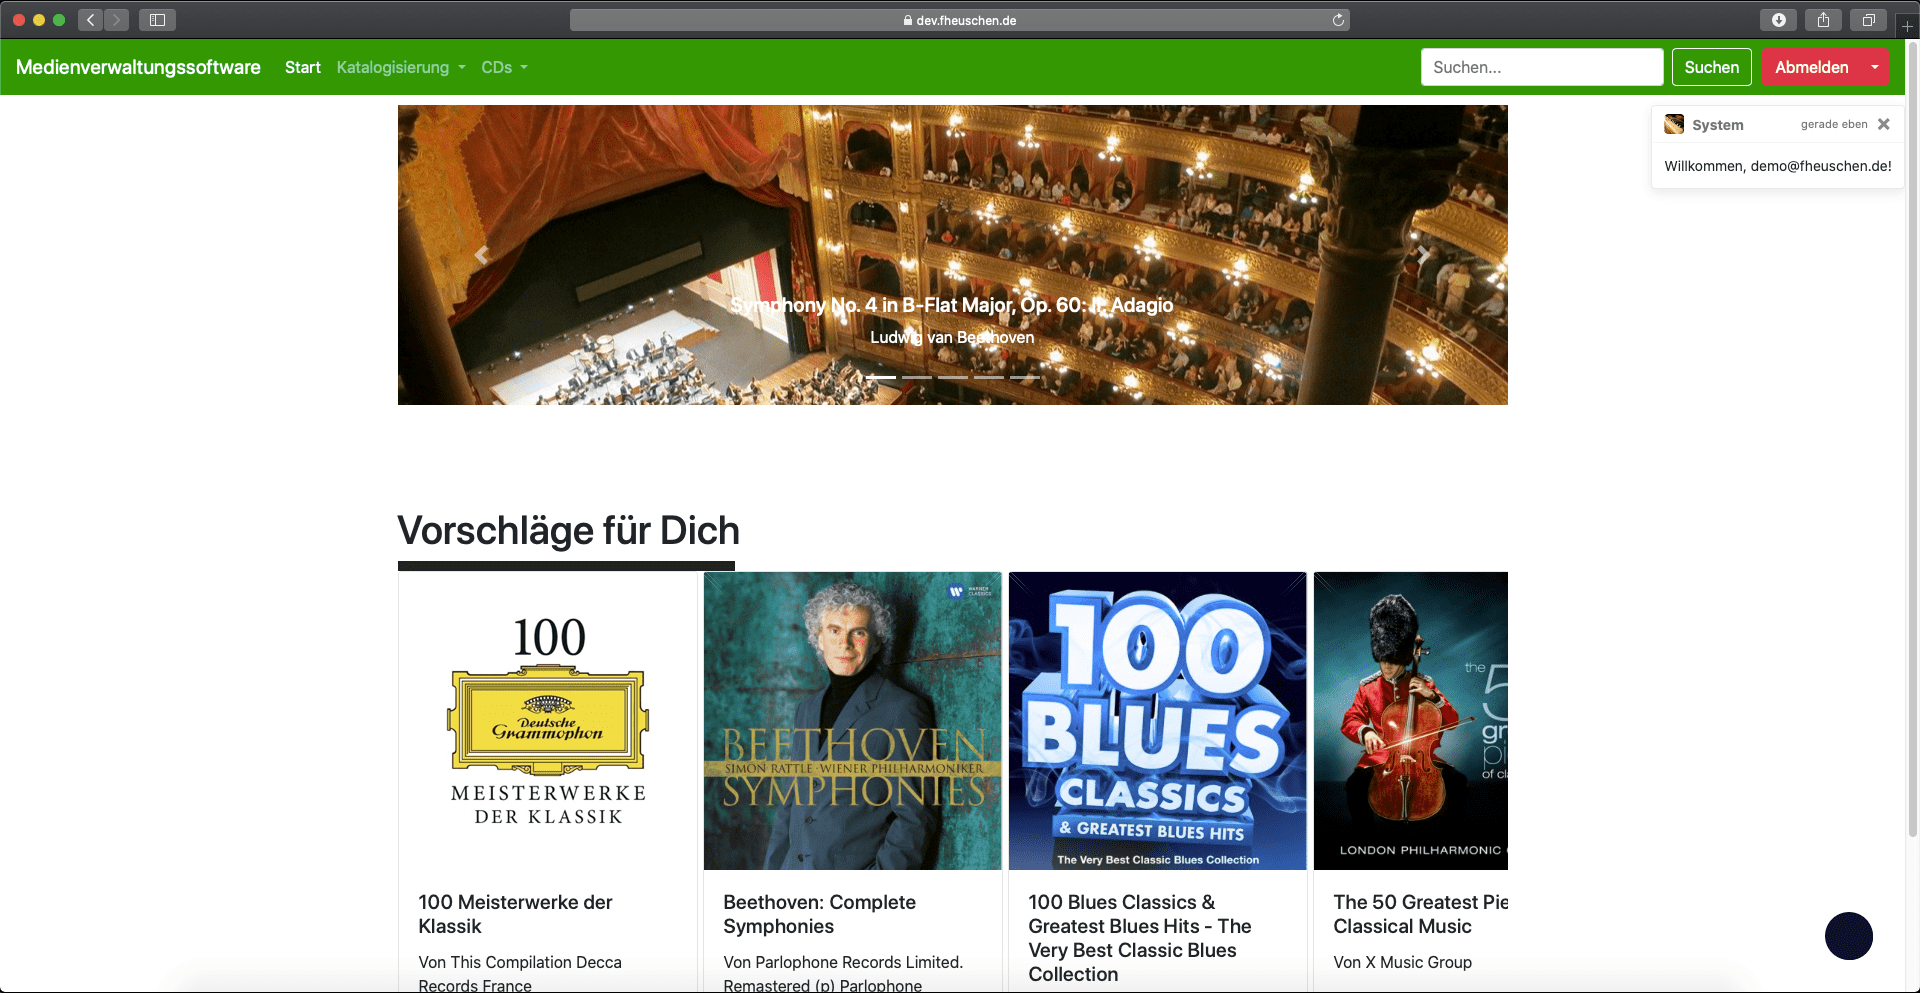 dev.fheuschen.de
Medienverwaltungssoftware Start Katalogisierung CDs Suchen... Suchen Abmelden
System gerade eben
Willkommen, demo@fheuschen.de!
Symphony No. 4 in B-Flat Major, Op. 60: II. Adagio
Ludwig van Beethoven
Vorschläge für Dich
100
Deutsche
Grammophon
MEISTERWERKE
DER KLASSIK
WARNER
CLASSICS
BEETHOVEN
SIMON RATTLE · WIENER PHILHARMONIKER
SYMPHONIES
100
BLUES
CLASSICS
& GREATEST BLUES HITS
The Very Best Classic Blues Collection
the
5
gr
pi
of cl
LONDON PHILHARMONIC
100 Meisterwerke der
Klassik
Von This Compilation Decca
Records France
Beethoven: Complete
Symphonies
Von Parlophone Records Limited.
Remastered (p) Parlophone
100 Blues Classics &
Greatest Blues Hits - The
Very Best Classic Blues
Collection
The 50 Greatest Pie
Classical Music
Von X Music Group